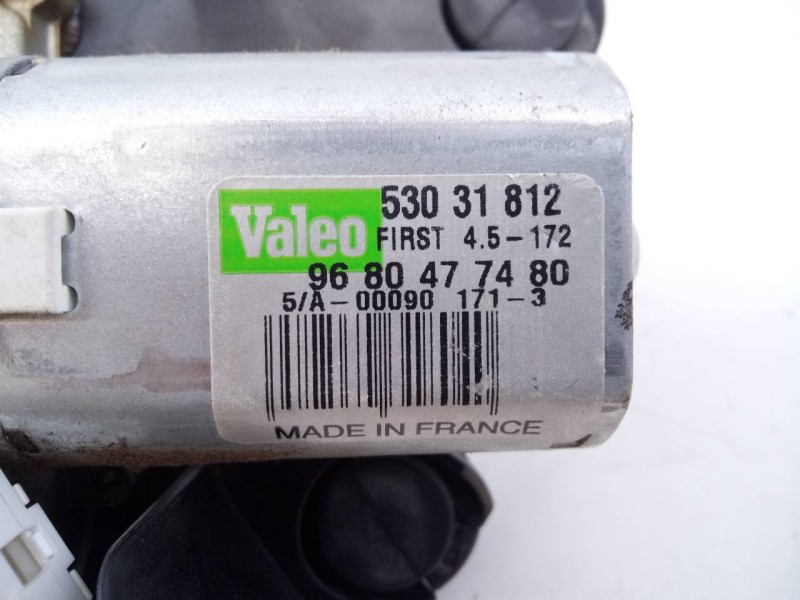 Valeo 530 31 812
FIRST 4.5-172
96 80 47 74 80
5/A-00090 171-3
MADE IN FRANCE